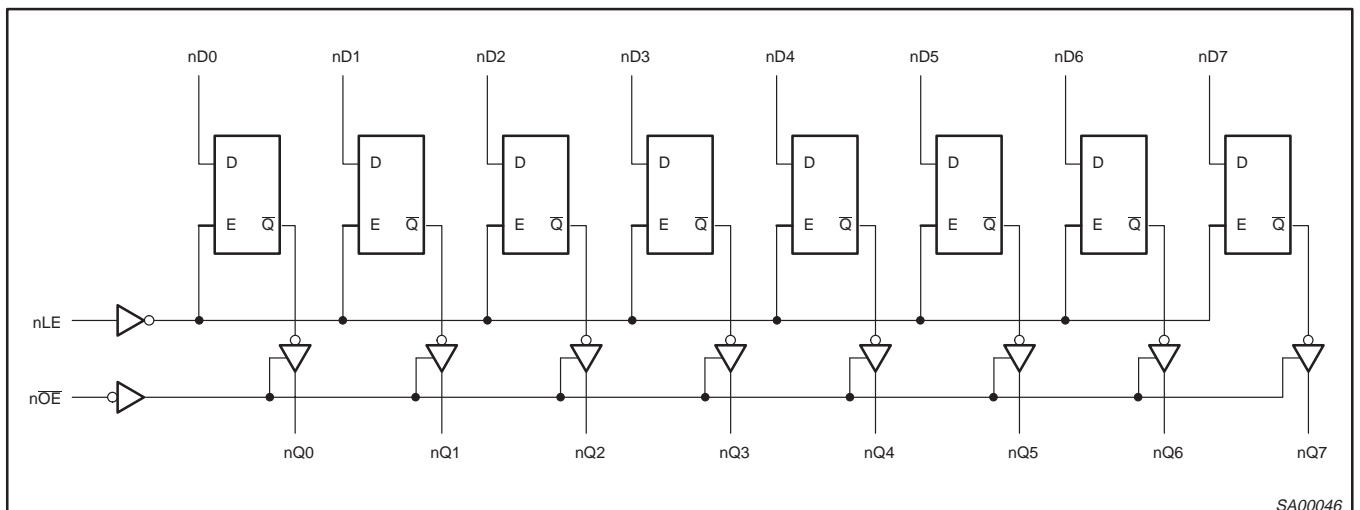 nD0 nD1 nD2 nD3 nD4 nD5 nD6 nD7
D D D D D D D D
E Q̅ E Q̅ E Q̅ E Q̅ E Q̅ E Q̅ E Q̅ E Q̅
nLE
nO̅E̅
nQ0 nQ1 nQ2 nQ3 nQ4 nQ5 nQ6 nQ7
SA00046